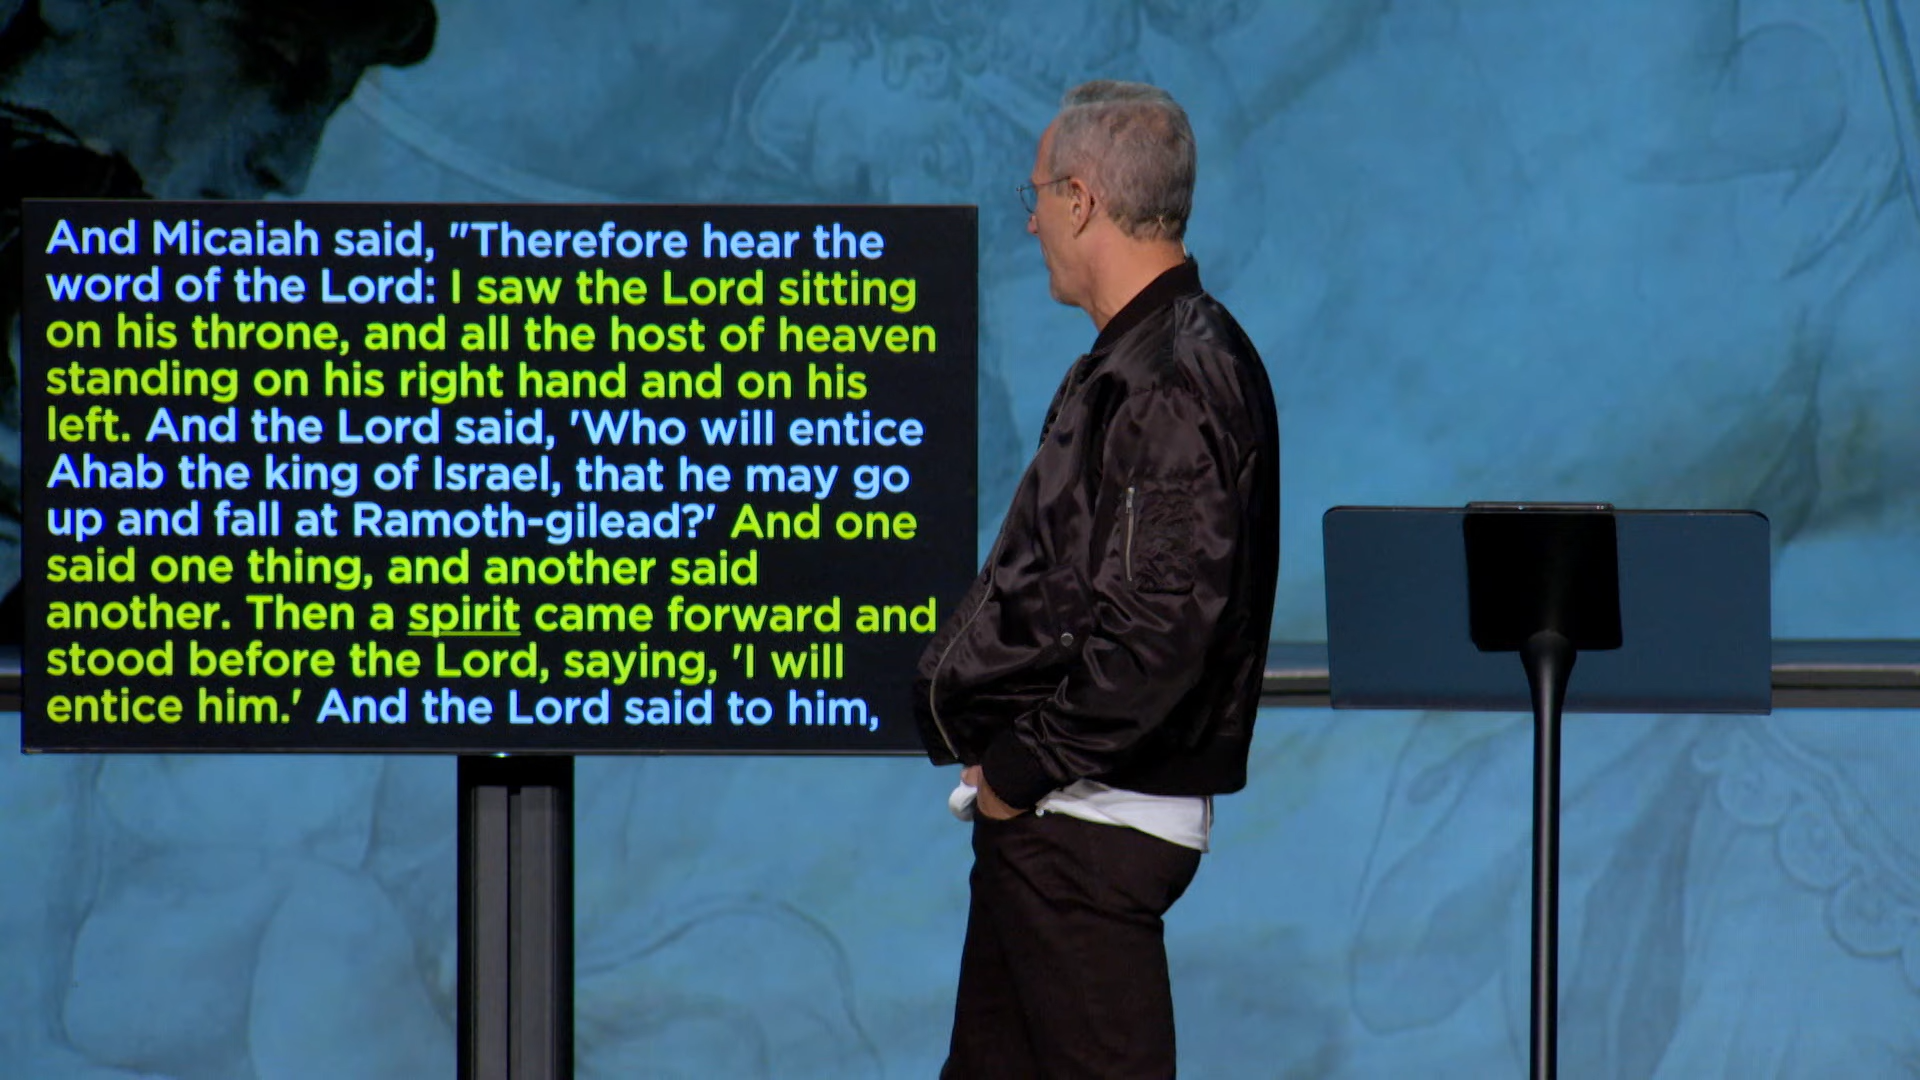 And Micaiah said, "Therefore hear the
word of the Lord: I saw the Lord sitting
on his throne, and all the host of heaven
standing on his right hand and on his
left. And the Lord said, 'Who will entice
Ahab the king of Israel, that he may go
up and fall at Ramoth-gilead?' And one
said one thing, and another said
another. Then a spirit came forward and
stood before the Lord, saying, 'I will
entice him.' And the Lord said to him,